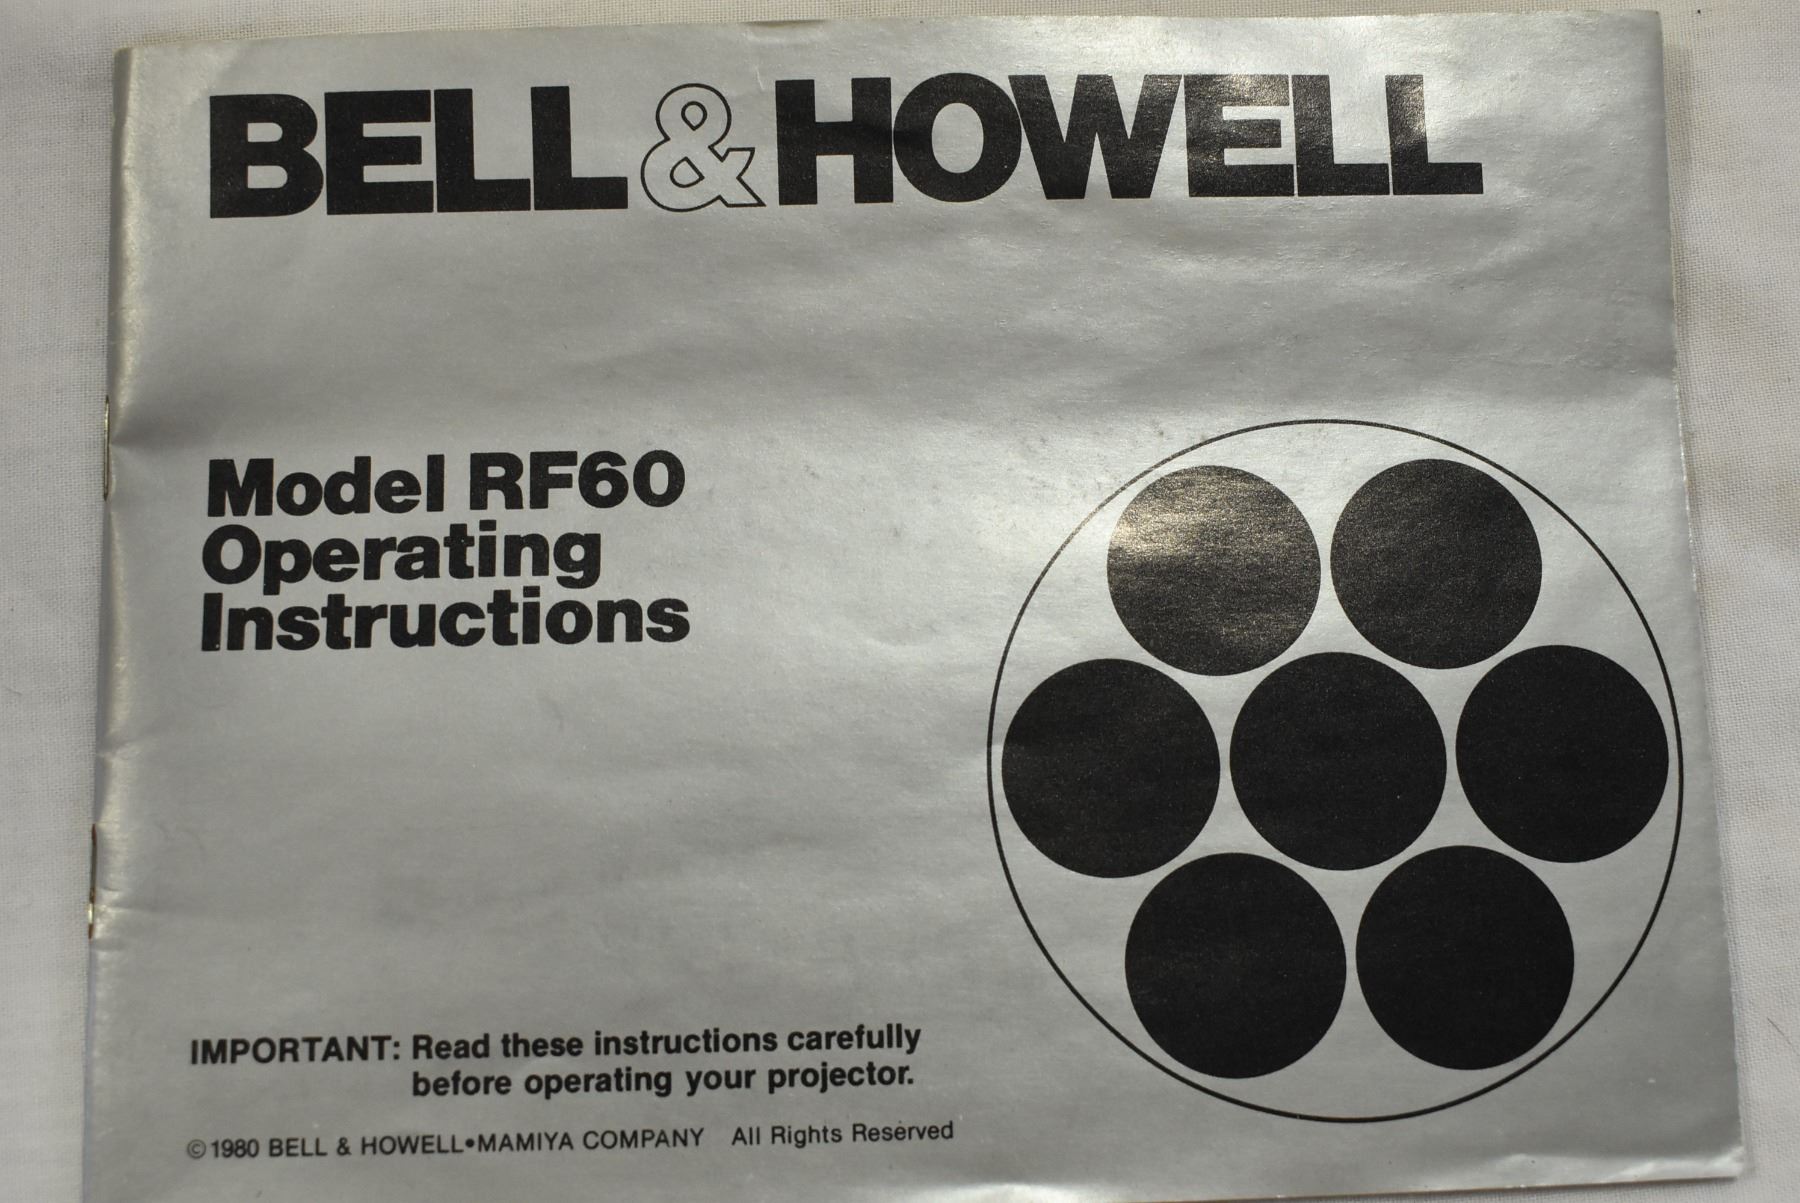 BELL & HOWELL
Model RF60
Operating
Instructions
IMPORTANT: Read these instructions carefully
before operating your projector.
©1980 BELL & HOWELL•MAMIYA COMPANY All Rights Reserved